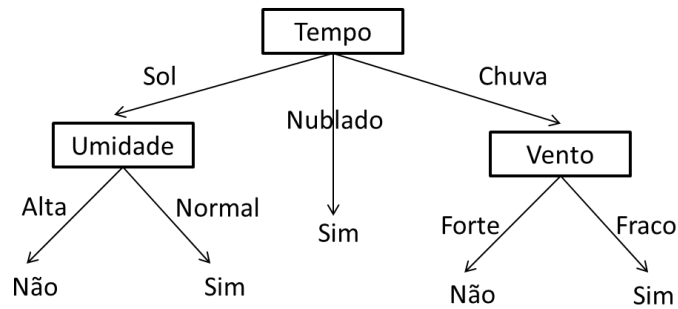 Tempo
Sol
Nublado
Chuva
Umidade
Vento
Alta
Normal
Sim
Forte
Fraco
Não
Sim
Não
Sim